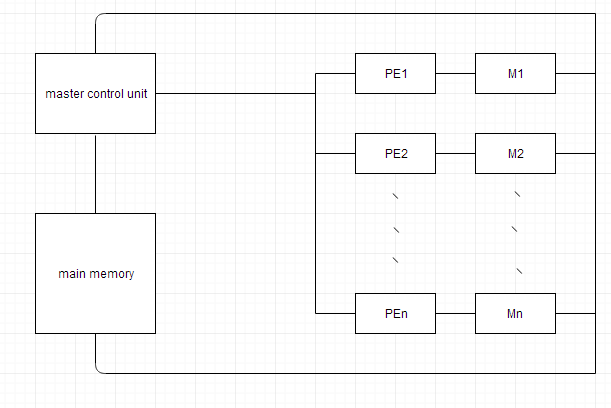 master control unit
PE1
M1
PE2
M2
main memory
PEn
Mn